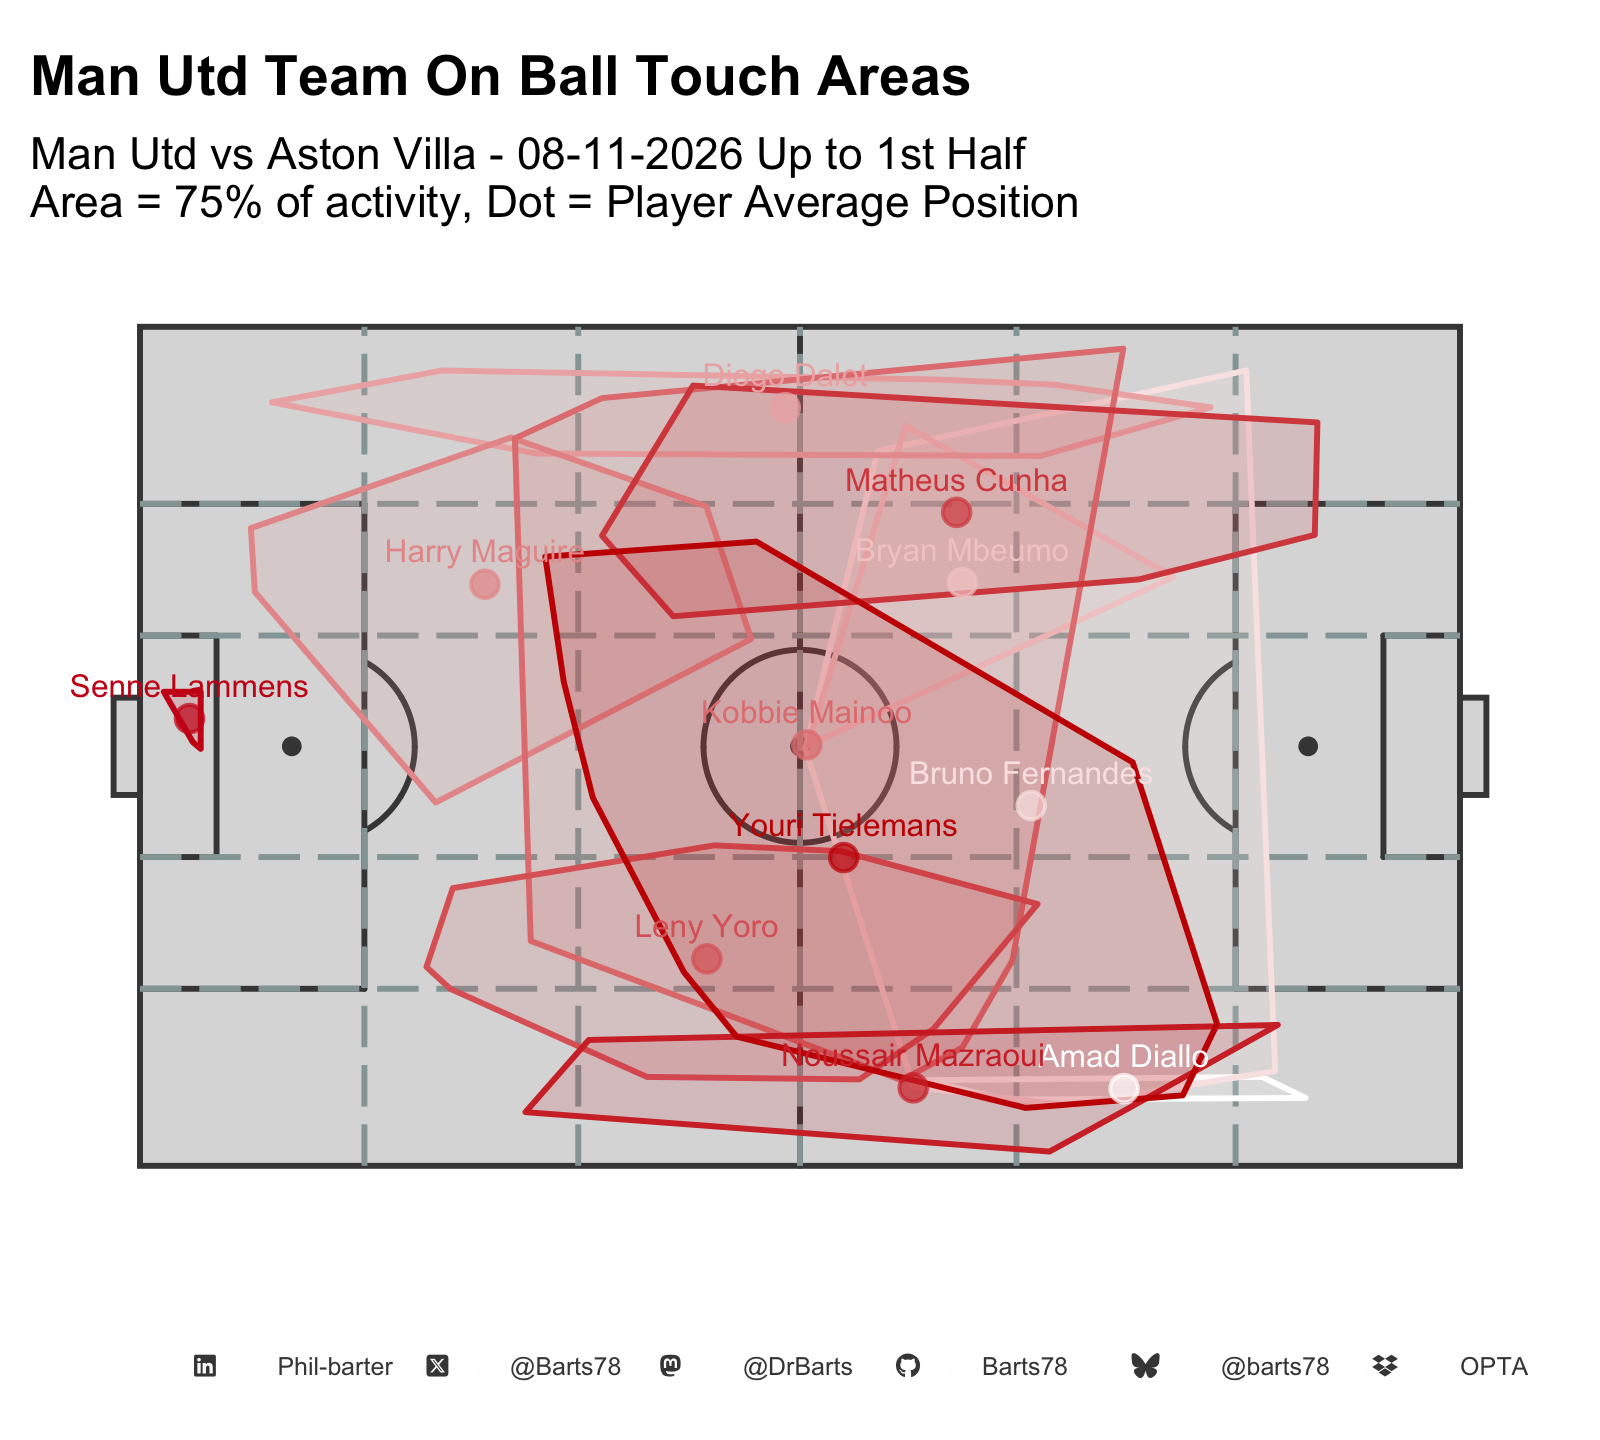 Man Utd Team On Ball Touch Areas
Man Utd vs Aston Villa - 08-11-2026 Up to 1st Half
Area = 75% of activity, Dot = Player Average Position
Diogo Dalot
Matheus Cunha
Harry Maguire
Bryan Mbeumo
Senne Lammens
Kobbie Mainoo
Bruno Fernandes
Youri Tielemans
Leny Yoro
Noussair Mazraoui
Amad Diallo
Phil-barter
@Barts78
@DrBarts
Barts78
@barts78
OPTA